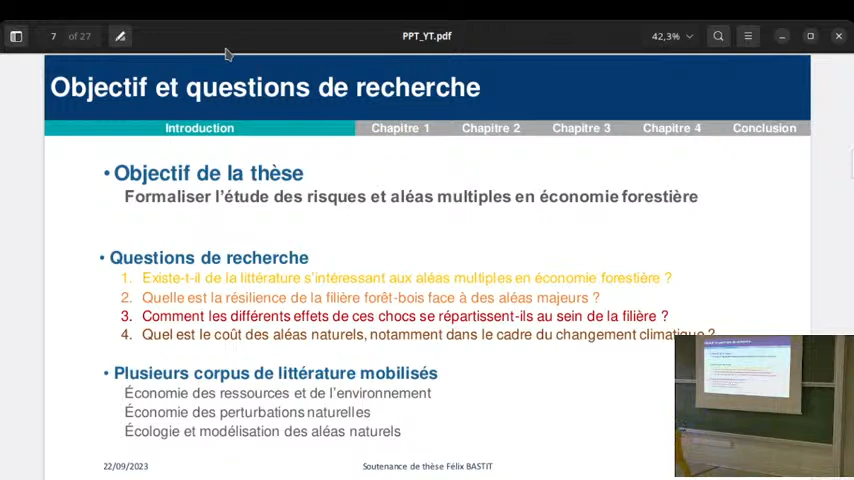 7 of 27
PPT_YT.pdf
42,3%
Objectif et questions de recherche
Introduction Chapitre 1 Chapitre 2 Chapitre 3 Chapitre 4 Conclusion
• Objectif de la thèse
Formaliser l'étude des risques et aléas multiples en économie forestière
• Questions de recherche
1. Existe-t-il de la littérature s'intéressant aux aléas multiples en économie forestière ?
2. Quelle est la résilience de la filière forêt-bois face à des aléas majeurs ?
3. Comment les différents effets de ces chocs se répartissent-ils au sein de la filière ?
4. Quel est le coût des aléas naturels, notamment dans le cadre du changement climatique ?
• Plusieurs corpus de littérature mobilisés
Économie des ressources et de l'environnement
Économie des perturbations naturelles
Écologie et modélisation des aléas naturels
22/09/2023 Soutenance de thèse Félix BASTIT